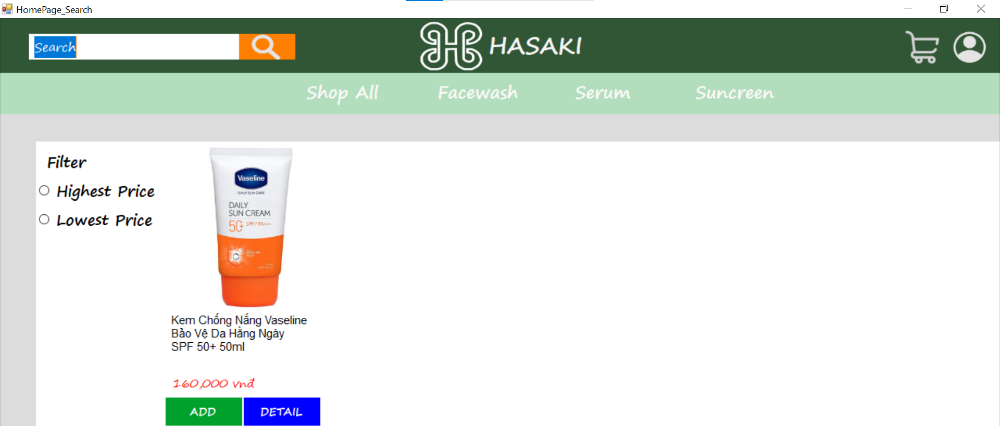 HomePage_Search
Search
HASAKI
Shop All
Facewash
Serum
Suncreen
Filter
Highest Price
Lowest Price
Vaseline
DAILY SUN CARE
DAILY
SUN CREAM
50+ SPF / PA+++
Kem Chống Nắng Vaseline
Bảo Vệ Da Hằng Ngày
SPF 50+ 50ml
160,000 vnđ
ADD
DETAIL